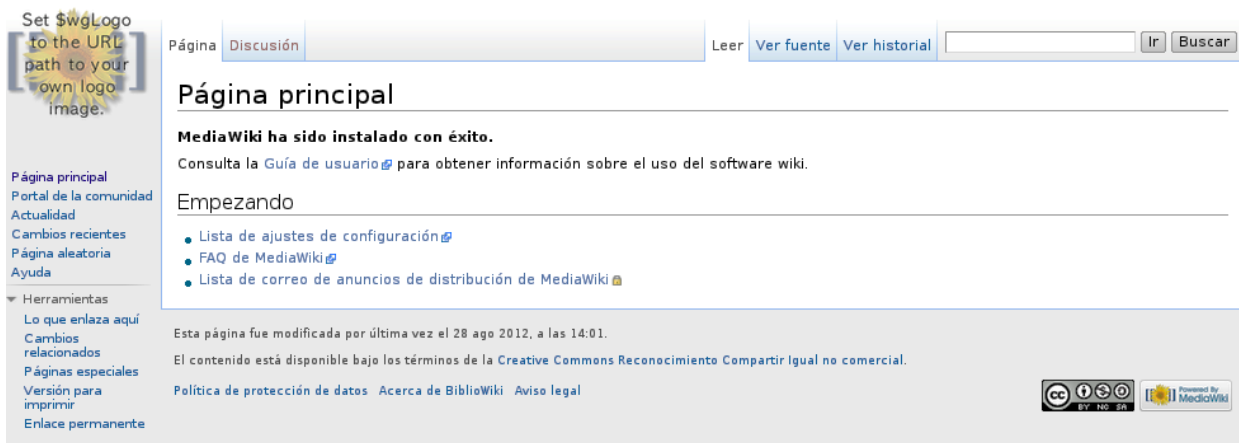 Set $wgLogo
to the URL
path to your
own logo
image.
Página principal
Portal de la comunidad
Actualidad
Cambios recientes
Página aleatoria
Ayuda
Herramientas
Lo que enlaza aquí
Cambios
relacionados
Páginas especiales
Versión para
imprimir
Enlace permanente
Página Discusión Leer Ver fuente Ver historial Ir Buscar
Página principal
MediaWiki ha sido instalado con éxito.
Consulta la Guía de usuario para obtener información sobre el uso del software wiki.
Empezando
Lista de ajustes de configuración
FAQ de MediaWiki
Lista de correo de anuncios de distribución de MediaWiki
Esta página fue modificada por última vez el 28 ago 2012, a las 14:01.
El contenido está disponible bajo los términos de la Creative Commons Reconocimiento Compartir Igual no comercial.
Política de protección de datos Acerca de BiblioWiki Aviso legal
cc
BY NC SA
Powered By
MediaWiki